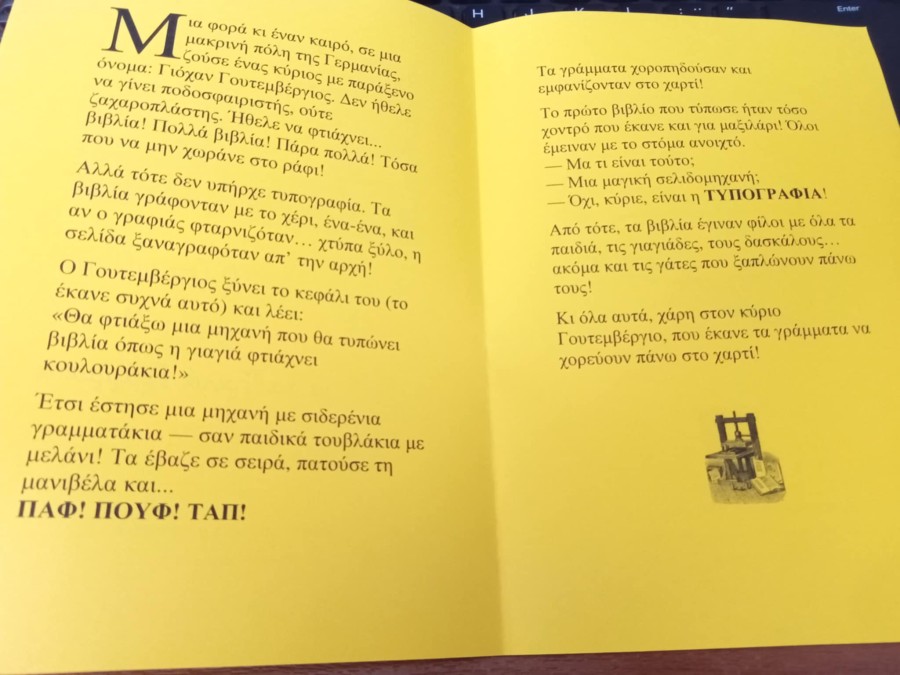 Μια φορά κι έναν καιρό, σε μια
μακρινή πόλη της Γερμανίας,
ζούσε ένας κύριος με παράξενο
όνομα: Γιόχαν Γουτεμβέργιος. Δεν ήθελε
να γίνει ποδοσφαιριστής, ούτε
ζαχαροπλάστης. Ήθελε να φτιάχνει...
βιβλία! Πολλά βιβλία! Πάρα πολλά! Τόσα
που να μην χωράνε στο ράφι!
Αλλά τότε δεν υπήρχε τυπογραφία. Τα
βιβλία γράφονταν με το χέρι, ένα-ένα, και
αν ο γραφιάς φταρνιζόταν… χτύπα ξύλο, η
σελίδα ξαναγραφόταν απ’ την αρχή!
Ο Γουτεμβέργιος ξύνει το κεφάλι του (το
έκανε συχνά αυτό) και λέει:
«Θα φτιάξω μια μηχανή που θα τυπώνει
βιβλία όπως η γιαγιά φτιάχνει
κουλουράκια!»
Έτσι έστησε μια μηχανή με σιδερένια
γραμματάκια — σαν παιδικά τουβλάκια με
μελάνι! Τα έβαζε σε σειρά, πατούσε τη
μανιβέλα και...
ΠΑΦ! ΠΟΥΦ! ΤΑΠ!
Τα γράμματα χοροπηδούσαν και
εμφανίζονταν στο χαρτί!
Το πρώτο βιβλίο που τύπωσε ήταν τόσο
χοντρό που έκανε και για μαξιλάρι! Όλοι
έμειναν με το στόμα ανοιχτό.
— Μα τι είναι τούτο;
— Μια μαγική σελιδομηχανή;
— Όχι, κύριε, είναι η ΤΥΠΟΓΡΑΦΙΑ!
Από τότε, τα βιβλία έγιναν φίλοι με όλα τα
παιδιά, τις γιαγιάδες, τους δασκάλους…
ακόμα και τις γάτες που ξαπλώνουν πάνω
τους!
Κι όλα αυτά, χάρη στον κύριο
Γουτεμβέργιο, που έκανε τα γράμματα να
χορεύουν πάνω στο χαρτί!
H J K L
Enter